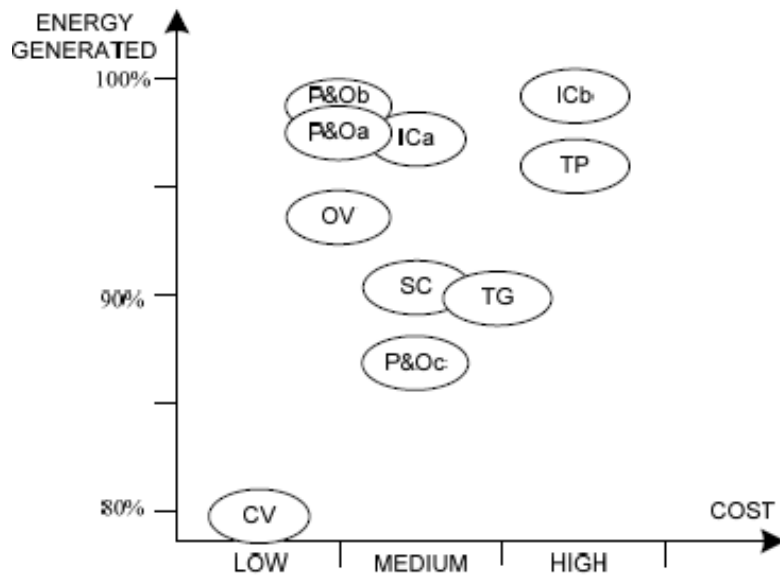 ENERGY
GENERATED
100%
P&Ob
ICb
P&Oa
ICa
TP
OV
SC
TG
90%
P&Oc
80%
CV
COST
LOW
MEDIUM
HIGH